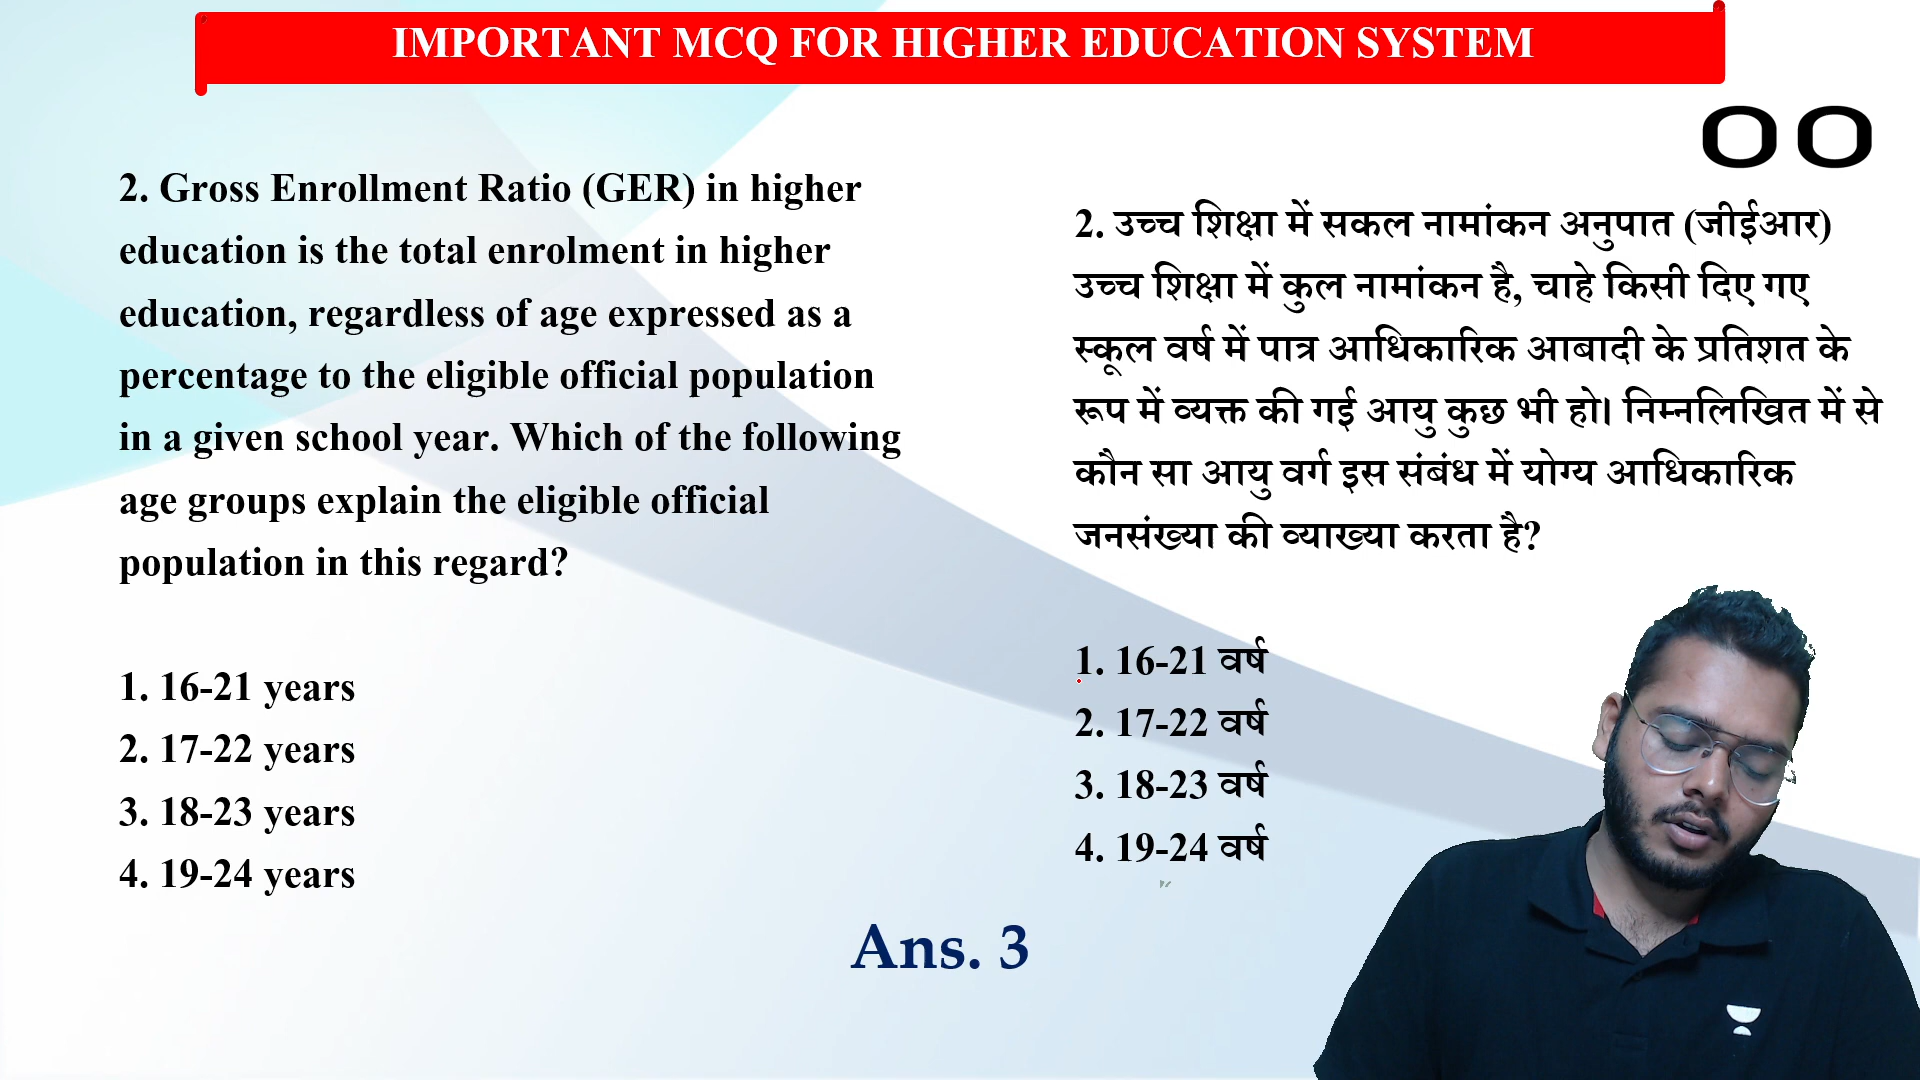 IMPORTANT MCQ FOR HIGHER EDUCATION SYSTEM
00
2. Gross Enrollment Ratio (GER) in higher
education is the total enrolment in higher
education, regardless of age expressed as a
percentage to the eligible official population
in a given school year. Which of the following
age groups explain the eligible official
population in this regard?
1. 16-21 years
2. 17-22 years
3. 18-23 years
4. 19-24 years
2. उच्च शिक्षा में सकल नामांकन अनुपात (जीईआर)
उच्च शिक्षा में कुल नामांकन है, चाहे किसी दिए गए
स्कूल वर्ष में पात्र आधिकारिक आबादी के प्रतिशत के
रूप में व्यक्त की गई आयु कुछ भी हो। निम्नलिखित में से
कौन सा आयु वर्ग इस संबंध में योग्य आधिकारिक
जनसंख्या की व्याख्या करता है?
1. 16-21 वर्ष
2. 17-22 वर्ष
3. 18-23 वर्ष
4. 19-24 वर्ष
Ans. 3